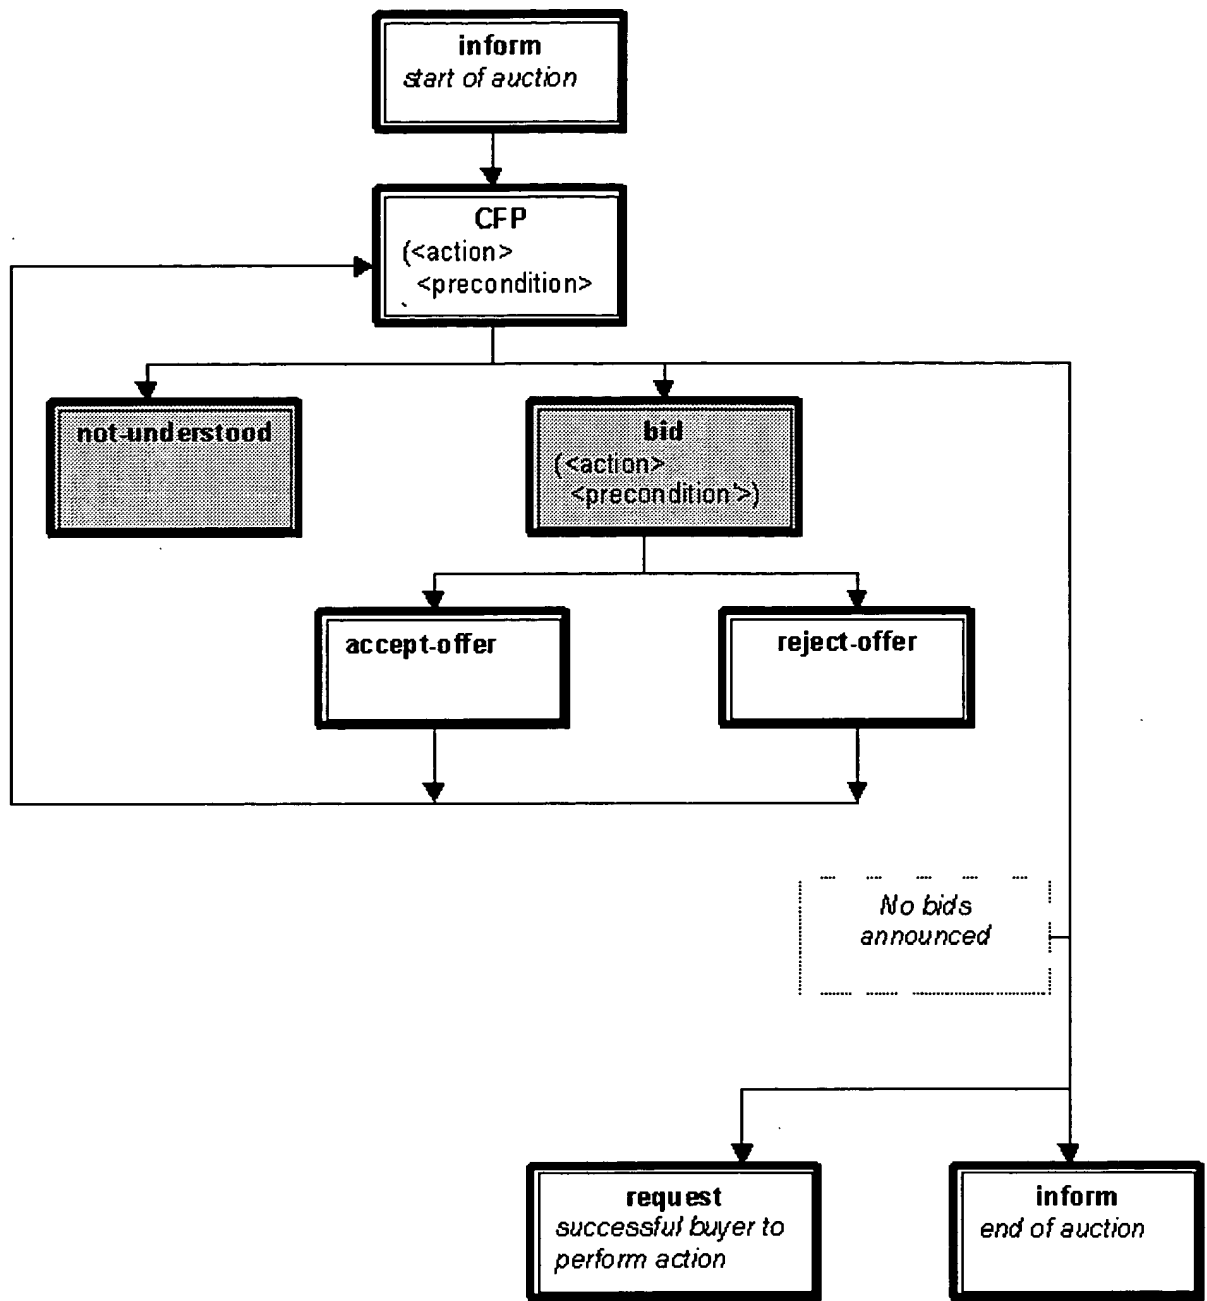 inform
start of auction
CFP
(<action>
<precondition>
not-understood
bid
(<action>
<precondition'>)
accept-offer
reject-offer
No bids
announced
request
successful buyer to
perform action
inform
end of auction